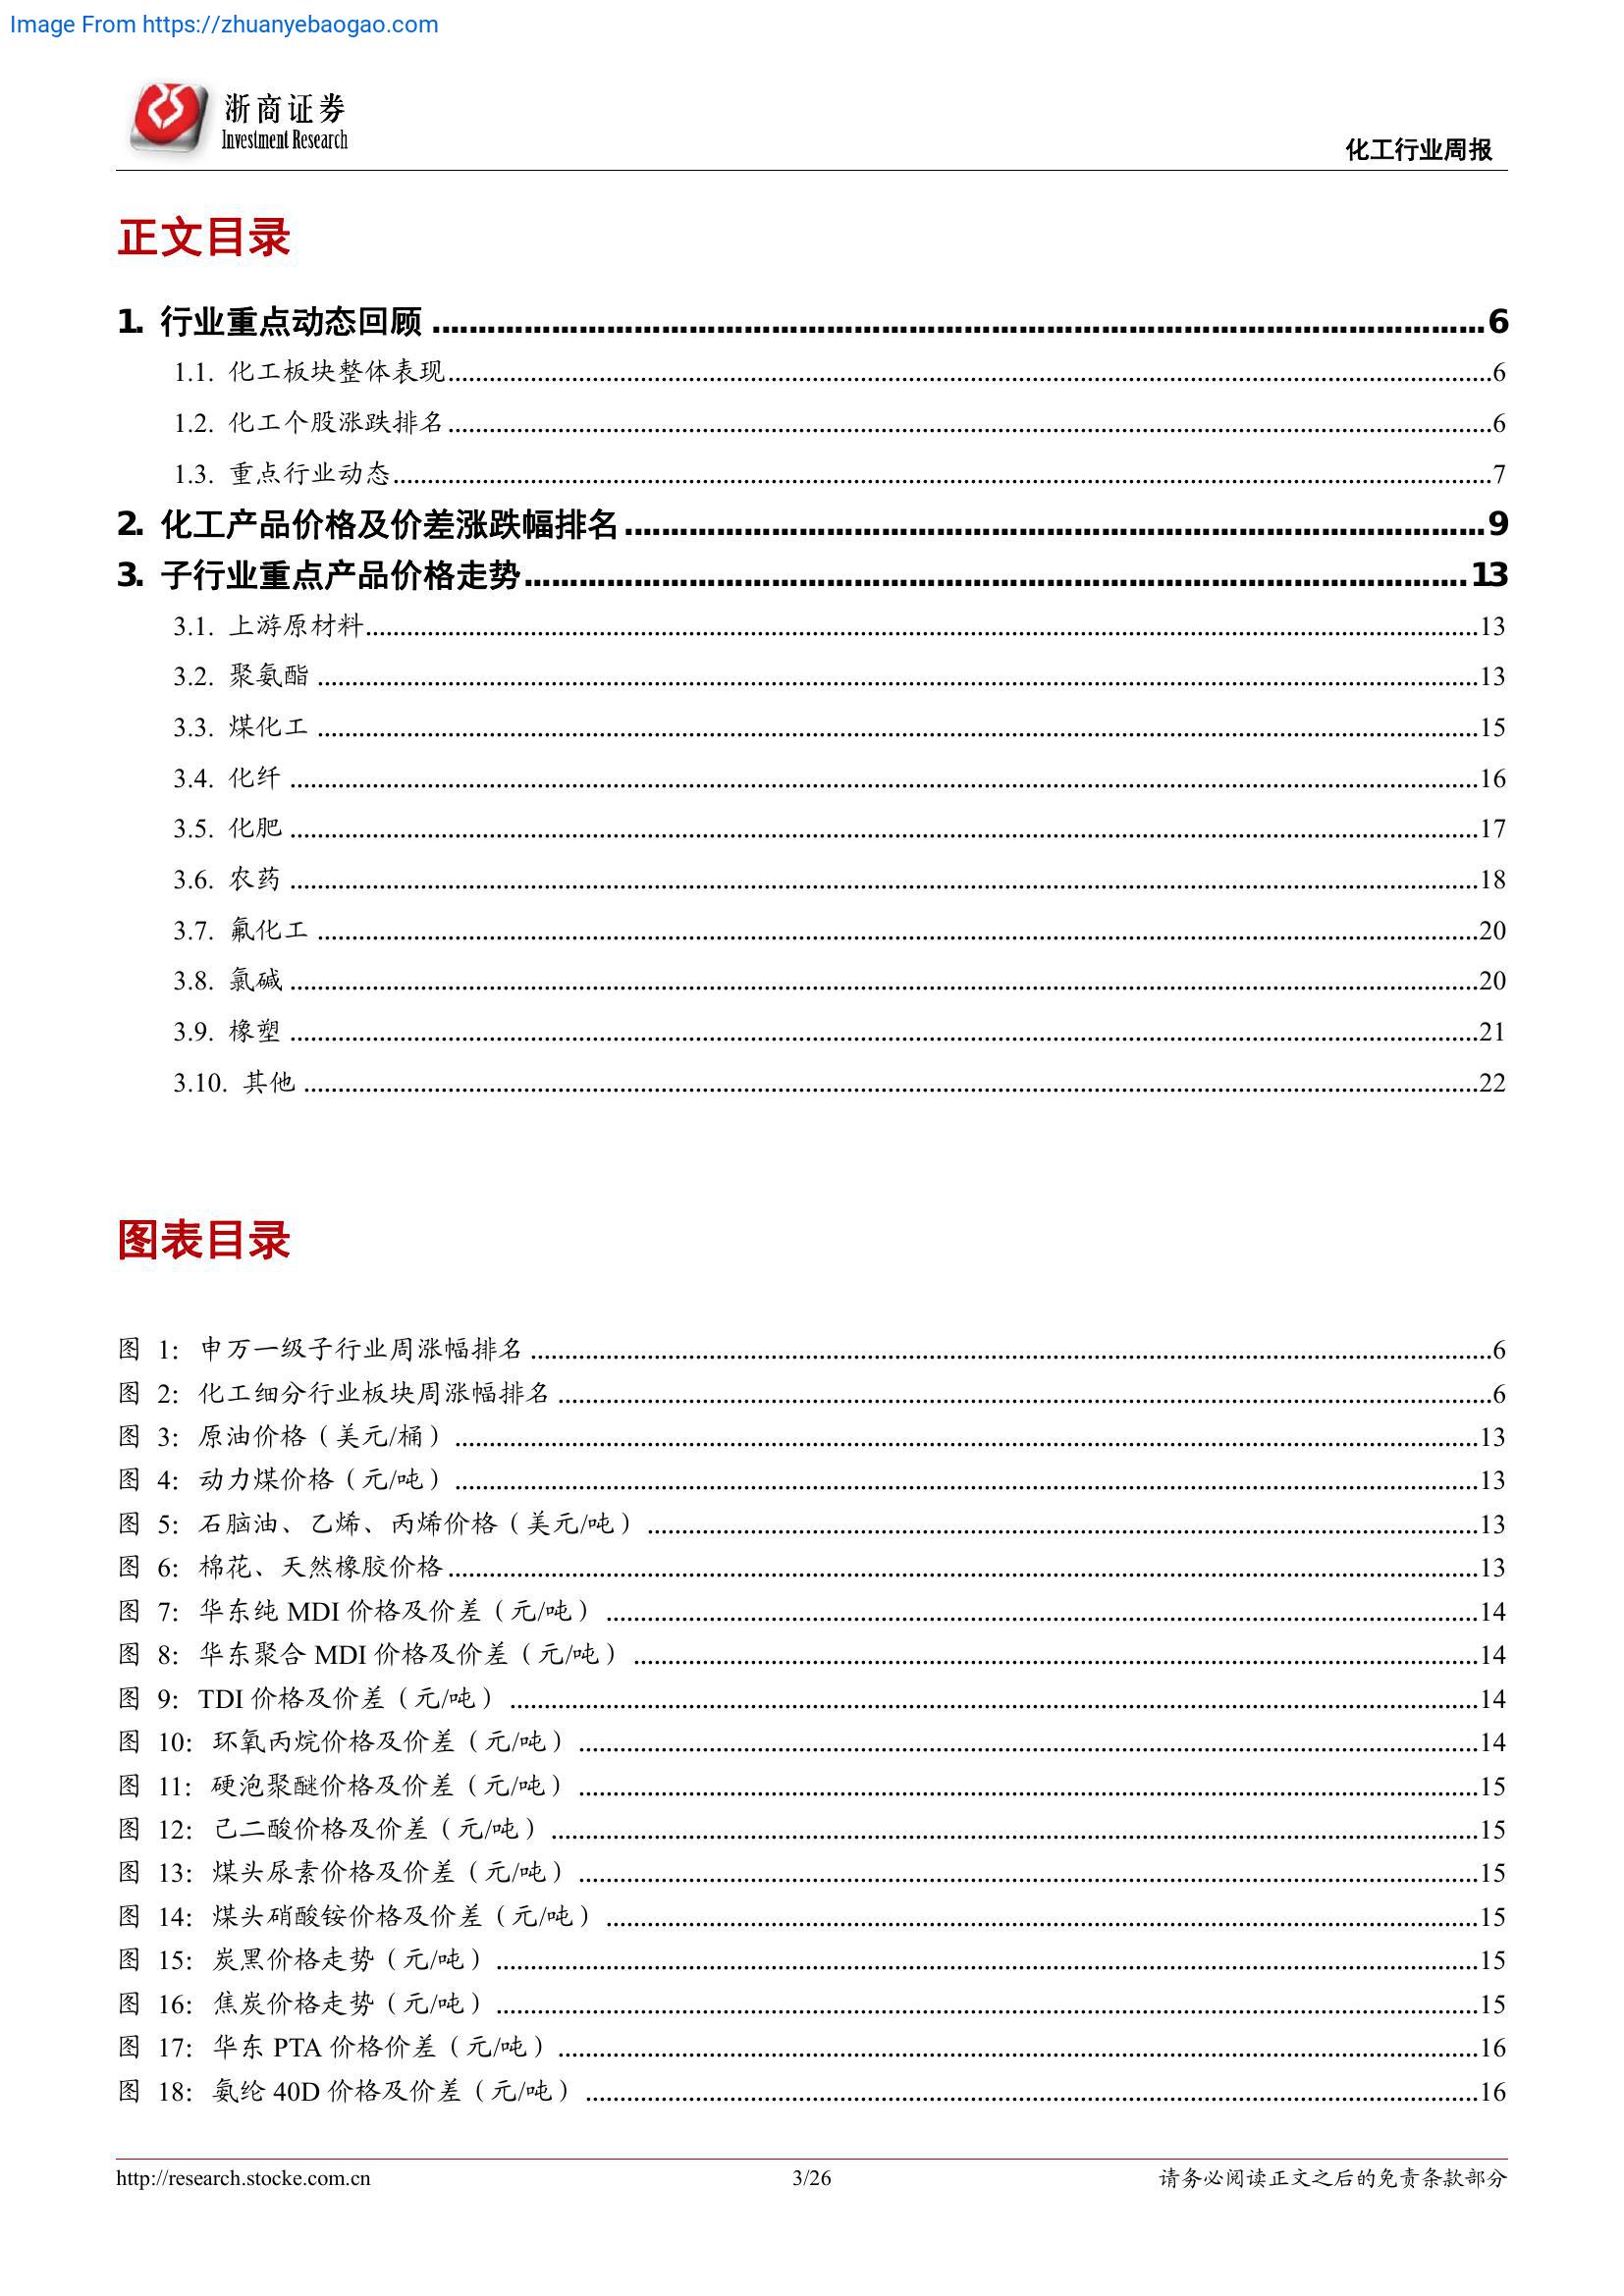 Image From https://zhuanyebaogao.com
浙商证券
Investment Research
化工行业周报
正文目录
1. 行业重点动态回顾 ........ 6
1.1. 化工板块整体表现 ........ 6
1.2. 化工个股涨跌排名 ........ 6
1.3. 重点行业动态 ........ 7
2. 化工产品价格及价差涨跌幅排名 ........ 9
3. 子行业重点产品价格走势 ........ 13
3.1. 上游原材料 ........ 13
3.2. 聚氨酯 ........ 13
3.3. 煤化工 ........ 15
3.4. 化纤 ........ 16
3.5. 化肥 ........ 17
3.6. 农药 ........ 18
3.7. 氟化工 ........ 20
3.8. 氯碱 ........ 20
3.9. 橡塑 ........ 21
3.10. 其他 ........ 22
图表目录
图 1: 申万一级子行业周涨幅排名 ........ 6
图 2: 化工细分行业板块周涨幅排名 ........ 6
图 3: 原油价格（美元/桶） ........ 13
图 4: 动力煤价格（元/吨） ........ 13
图 5: 石脑油、乙烯、丙烯价格（美元/吨） ........ 13
图 6: 棉花、天然橡胶价格 ........ 13
图 7: 华东纯 MDI 价格及价差（元/吨） ........ 14
图 8: 华东聚合 MDI 价格及价差（元/吨） ........ 14
图 9: TDI 价格及价差（元/吨） ........ 14
图 10: 环氧丙烷价格及价差（元/吨） ........ 14
图 11: 硬泡聚醚价格及价差（元/吨） ........ 15
图 12: 己二酸价格及价差（元/吨） ........ 15
图 13: 煤头尿素价格及价差（元/吨） ........ 15
图 14: 煤头硝酸铵价格及价差（元/吨） ........ 15
图 15: 炭黑价格走势（元/吨） ........ 15
图 16: 焦炭价格走势（元/吨） ........ 15
图 17: 华东 PTA 价格价差（元/吨） ........ 16
图 18: 氨纶 40D 价格及价差（元/吨） ........ 16
http://research.stocke.com.cn
3/26
请务必阅读正文之后的免责条款部分